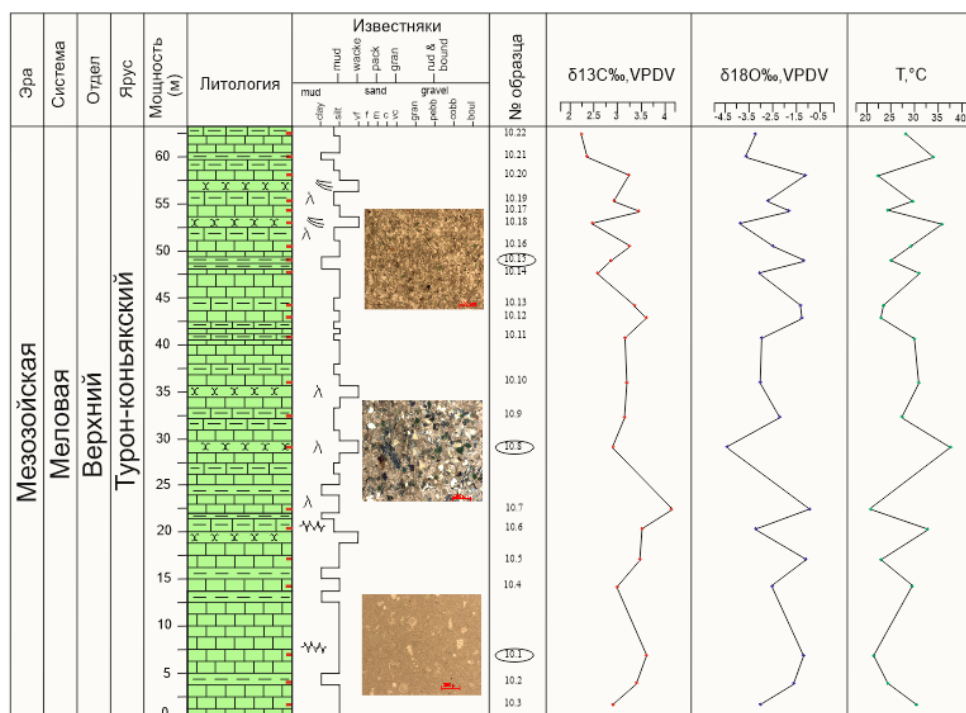 Эра
Система
Отдел
Ярус
Мощность (м)
Литология
Известняки
mud
wacke
pack
gran
rud & bound
mud
sand
gravel
clay
slit
vf
f
m
c
vc
gran
pebb
cobb
boul
№ образца
δ13C‰,VPDV
2 2.5 3 3.5 4
δ18O‰,VPDV
-4.5 -3.5 -2.5 -1.5 -0.5
T,°C
20 25 30 35 40
Мезозойская
Меловая
Верхний
Турон-коньякский
60
55
50
45
40
35
30
25
20
15
10
5
0
λ
λ
λ
λ
λ
10.22
10.21
10.20
10.19
10.17
10.18
10.16
10.15
10.14
10.13
10.12
10.11
10.10
10.9
10.8
10.7
10.6
10.5
10.4
10.1
10.2
10.3